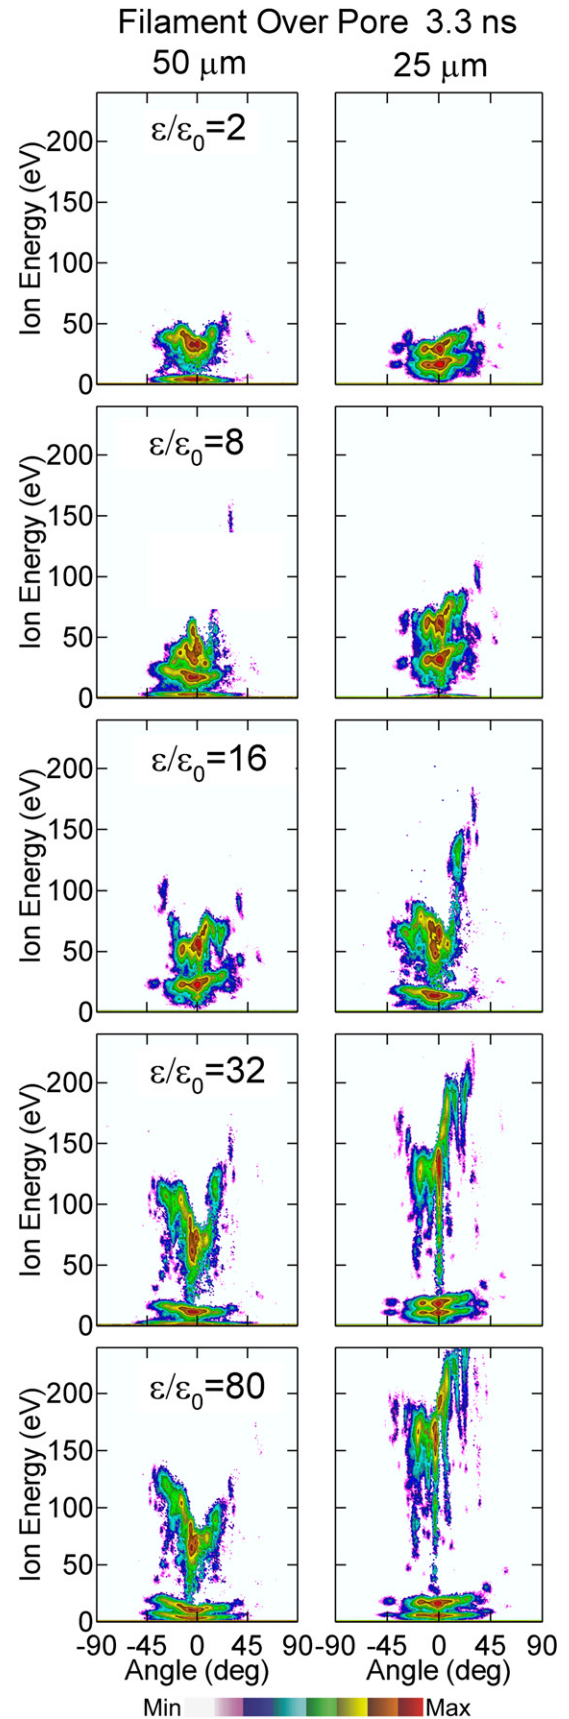 Filament Over Pore 3.3 ns
50 μm 25 μm
ε/ε0=2
Ion Energy (eV)
200
150
100
50
0
ε/ε0=8
Ion Energy (eV)
200
150
100
50
0
ε/ε0=16
Ion Energy (eV)
200
150
100
50
0
ε/ε0=32
Ion Energy (eV)
200
150
100
50
0
ε/ε0=80
Ion Energy (eV)
200
150
100
50
0
-90 -45 0 45 90 -90 -45 0 45 90
Angle (deg) Angle (deg)
Min Max